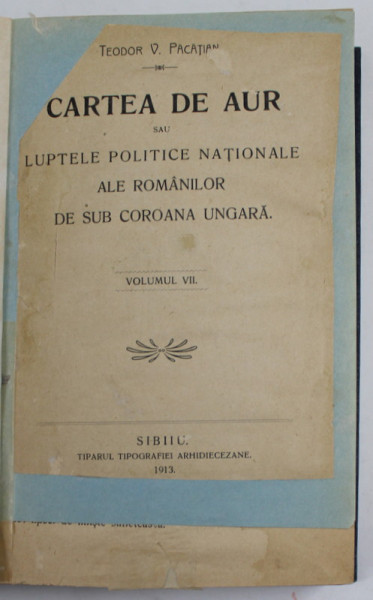 TEODOR V. PĂCĂȚIAN
CARTEA DE AUR
SAU
LUPTELE POLITICE NAȚIONALE
ALE ROMÂNILOR
DE SUB COROANA UNGARĂ.
VOLUMUL VII.
SIBIIU.
TIPARUL TIPOGRAFIEI ARHIDIECEZANE.
1913.